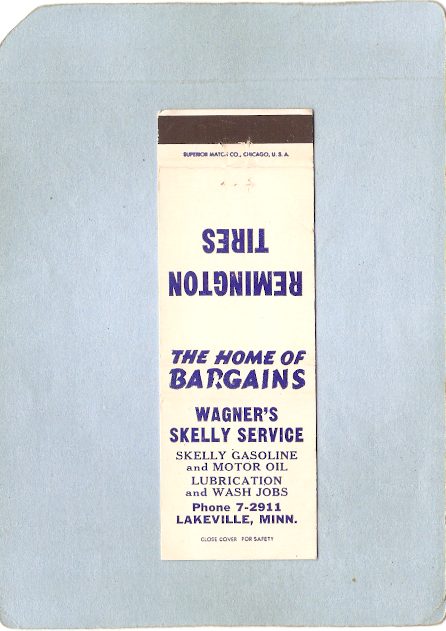 SUPERIOR MATCH CO., CHICAGO, U.S.A.
REMINGTON
TIRES
THE HOME OF
BARGAINS
WAGNER'S
SKELLY SERVICE
SKELLY GASOLINE
and MOTOR OIL
LUBRICATION
and WASH JOBS
Phone 7-2911
LAKEVILLE, MINN.
CLOSE COVER FOR SAFETY